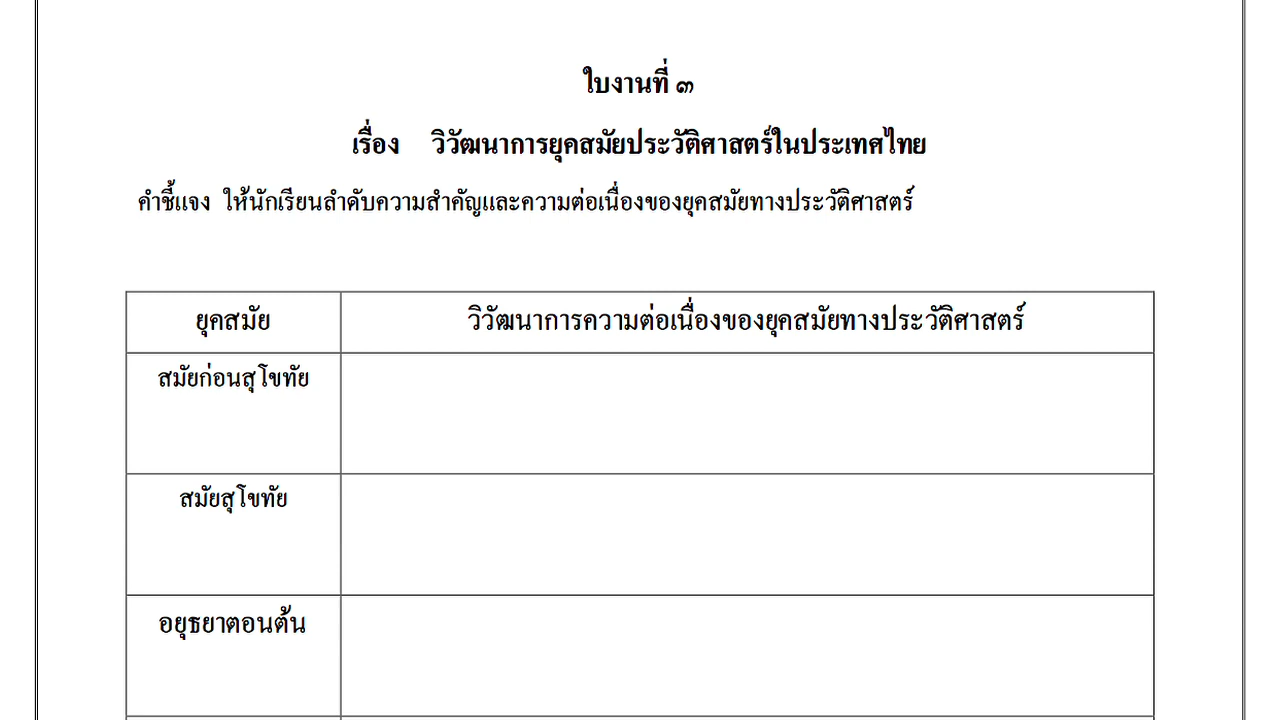 ใบงานที่ ๓
เรื่อง วิวัฒนาการยุคสมัยประวัติศาสตร์ในประเทศไทย
คำชี้แจง ให้นักเรียนลำดับความสำคัญและความต่อเนื่องของยุคสมัยทางประวัติศาสตร์
ยุคสมัย วิวัฒนาการความต่อเนื่องของยุคสมัยทางประวัติศาสตร์
สมัยก่อนสุโขทัย
สมัยสุโขทัย
อยุธยาตอนต้น